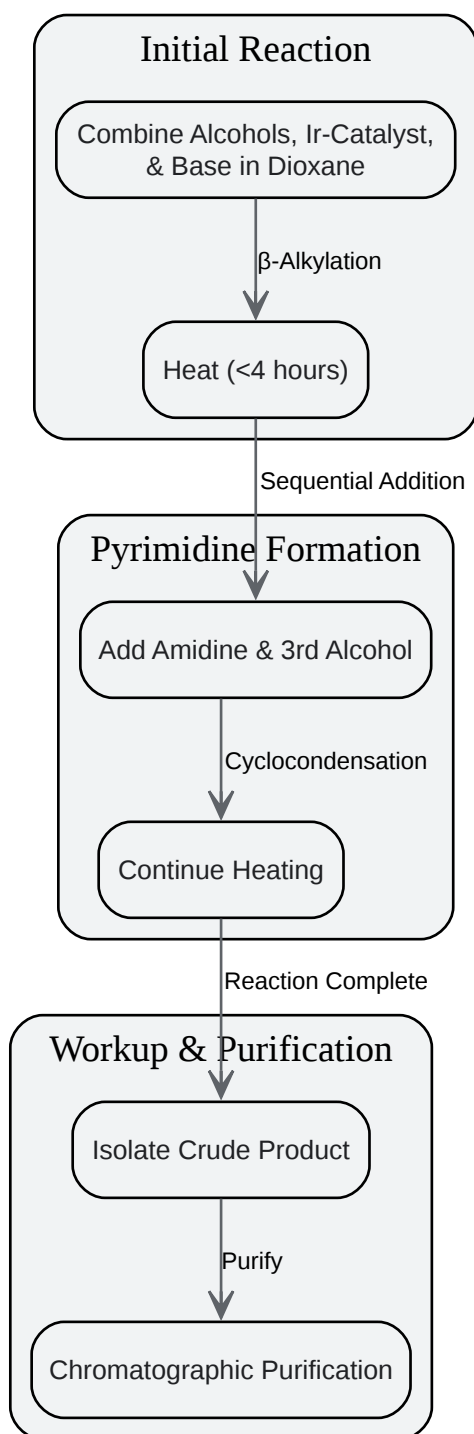 Initial Reaction
Combine Alcohols, Ir-Catalyst,
& Base in Dioxane
β-Alkylation
Heat (<4 hours)
Sequential Addition
Pyrimidine Formation
Add Amidine & 3rd Alcohol
Cyclocondensation
Continue Heating
Reaction Complete
Workup & Purification
Isolate Crude Product
Purify
Chromatographic Purification